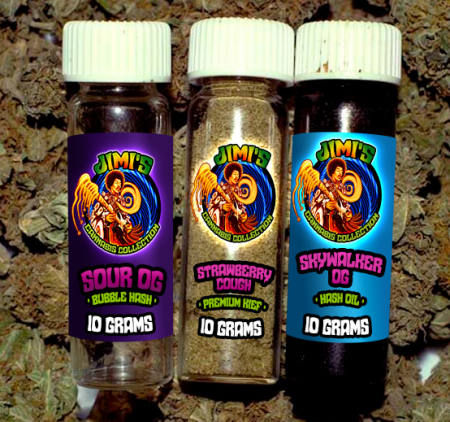 JIMI'S
CANNABIS COLLECTION
SOUR OG
• BUBBLE HASH •
10 GRAMS
JIMI'S
CANNABIS COLLECTION
STRAWBERRY
COUGH
• PREMIUM KIEF •
10 GRAMS
JIMI'S
CANNABIS COLLECTION
SKYWALKER
OG
• HASH OIL •
10 GRAMS